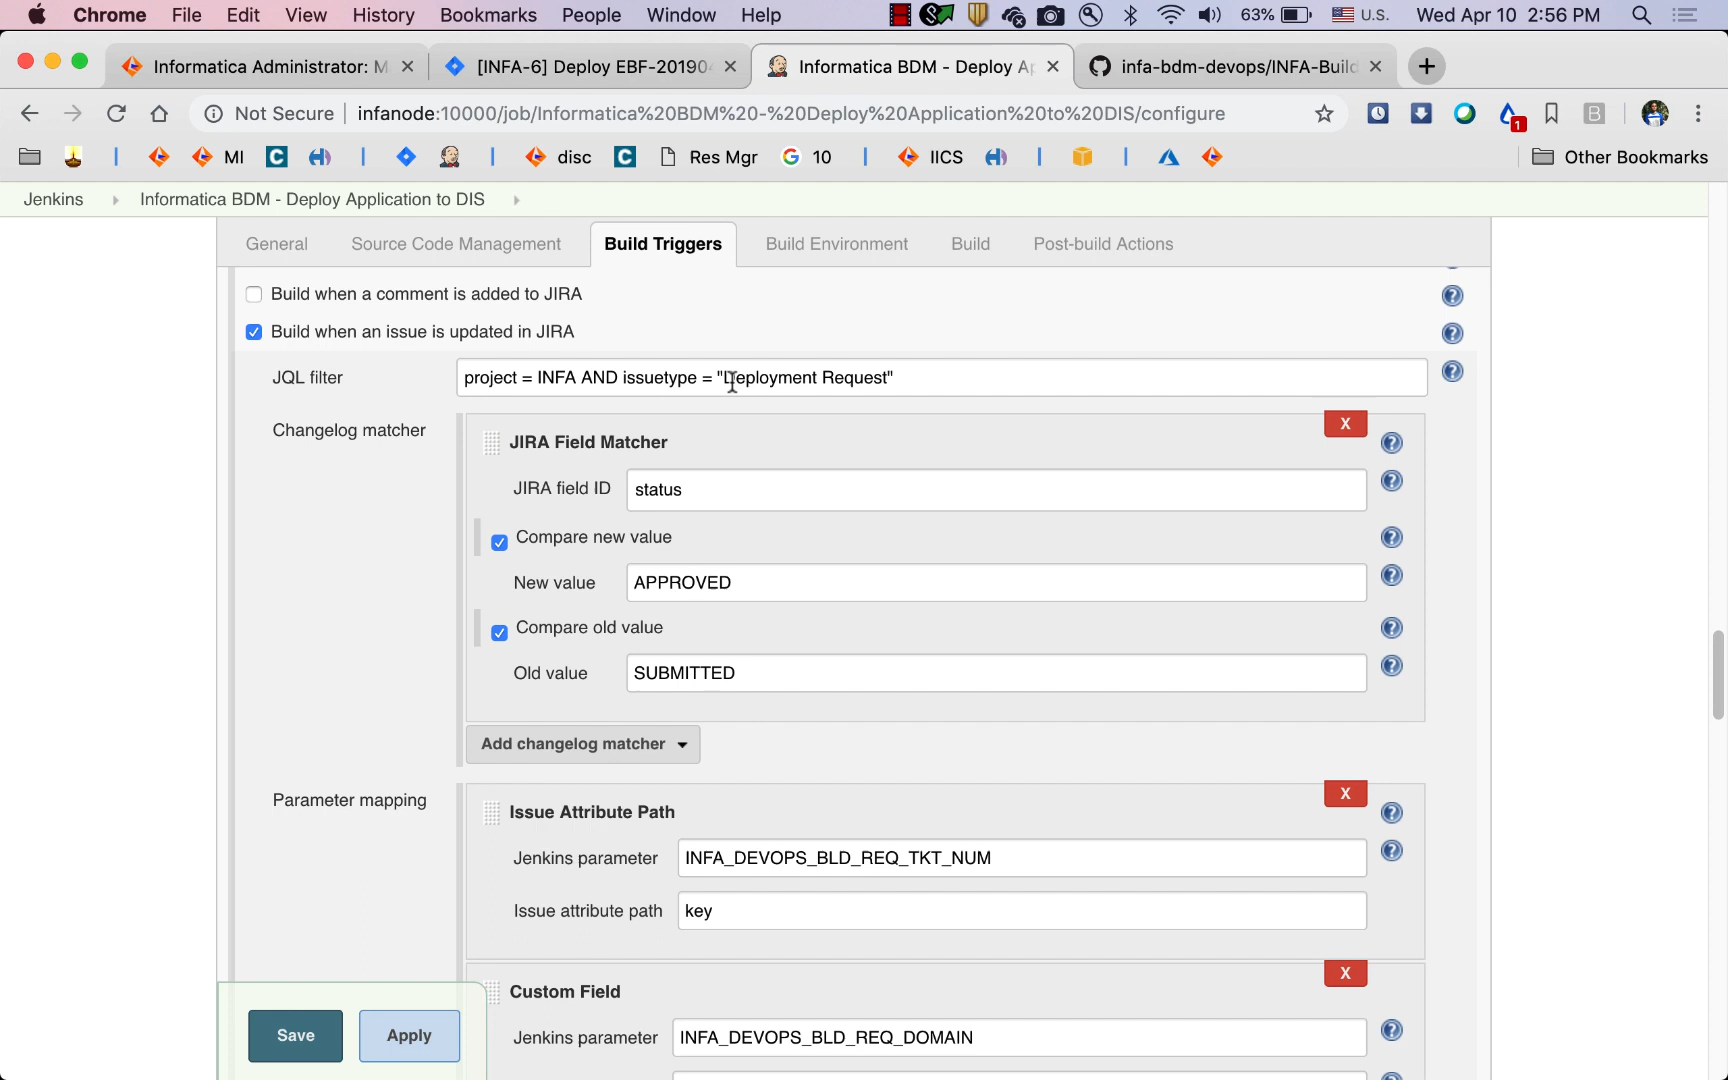 Chrome File Edit View History Bookmarks People Window Help 63% U.S. Wed Apr 10 2:56 PM
Informatica Administrator: M [INFA-6] Deploy EBF-20190 Informatica BDM - Deploy Ap infa-bdm-devops/INFA-Build
Not Secure infanode:10000/job/Informatica%20BDM%20-%20Deploy%20Application%20to%20DIS/configure B 1
MI C disc C Res Mgr G 10 IICS Other Bookmarks
Jenkins Informatica BDM - Deploy Application to DIS
General Source Code Management Build Triggers Build Environment Build Post-build Actions
Build when a comment is added to JIRA ?
Build when an issue is updated in JIRA ?
JQL filter project = INFA AND issuetype = "Deployment Request" ?
Changelog matcher X
JIRA Field Matcher ?
JIRA field ID status ?
Compare new value ?
New value APPROVED ?
Compare old value ?
Old value SUBMITTED ?
Add changelog matcher
Parameter mapping X
Issue Attribute Path ?
Jenkins parameter INFA_DEVOPS_BLD_REQ_TKT_NUM ?
Issue attribute path key
X
Custom Field
Jenkins parameter INFA_DEVOPS_BLD_REQ_DOMAIN ?
Save Apply